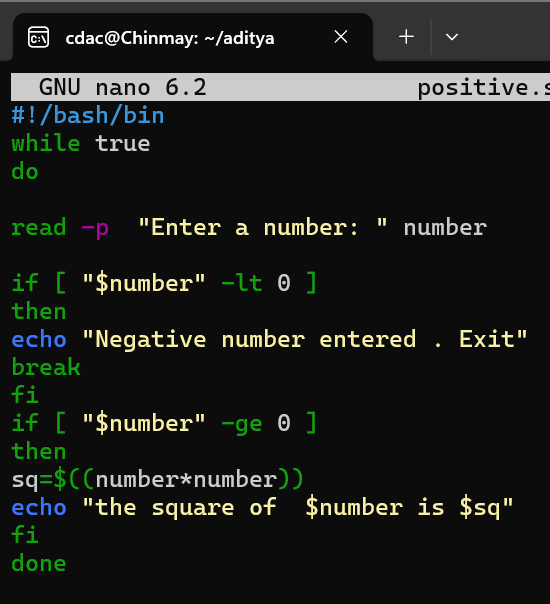 cdac@Chinmay: ~/aditya
GNU nano 6.2 positive.s
#!/bash/bin
while true
do
read -p  "Enter a number: " number
if [ "$number" -lt 0 ]
then
echo "Negative number entered . Exit"
break
fi
if [ "$number" -ge 0 ]
then
sq=$((number*number))
echo "the square of  $number is $sq"
fi
done